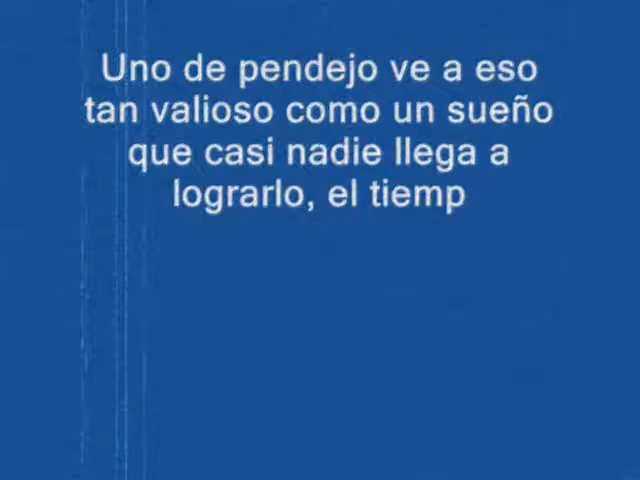 Uno de pendejo ve a eso
tan valioso como un sueño
que casi nadie llega a
lograrlo, el tiemp